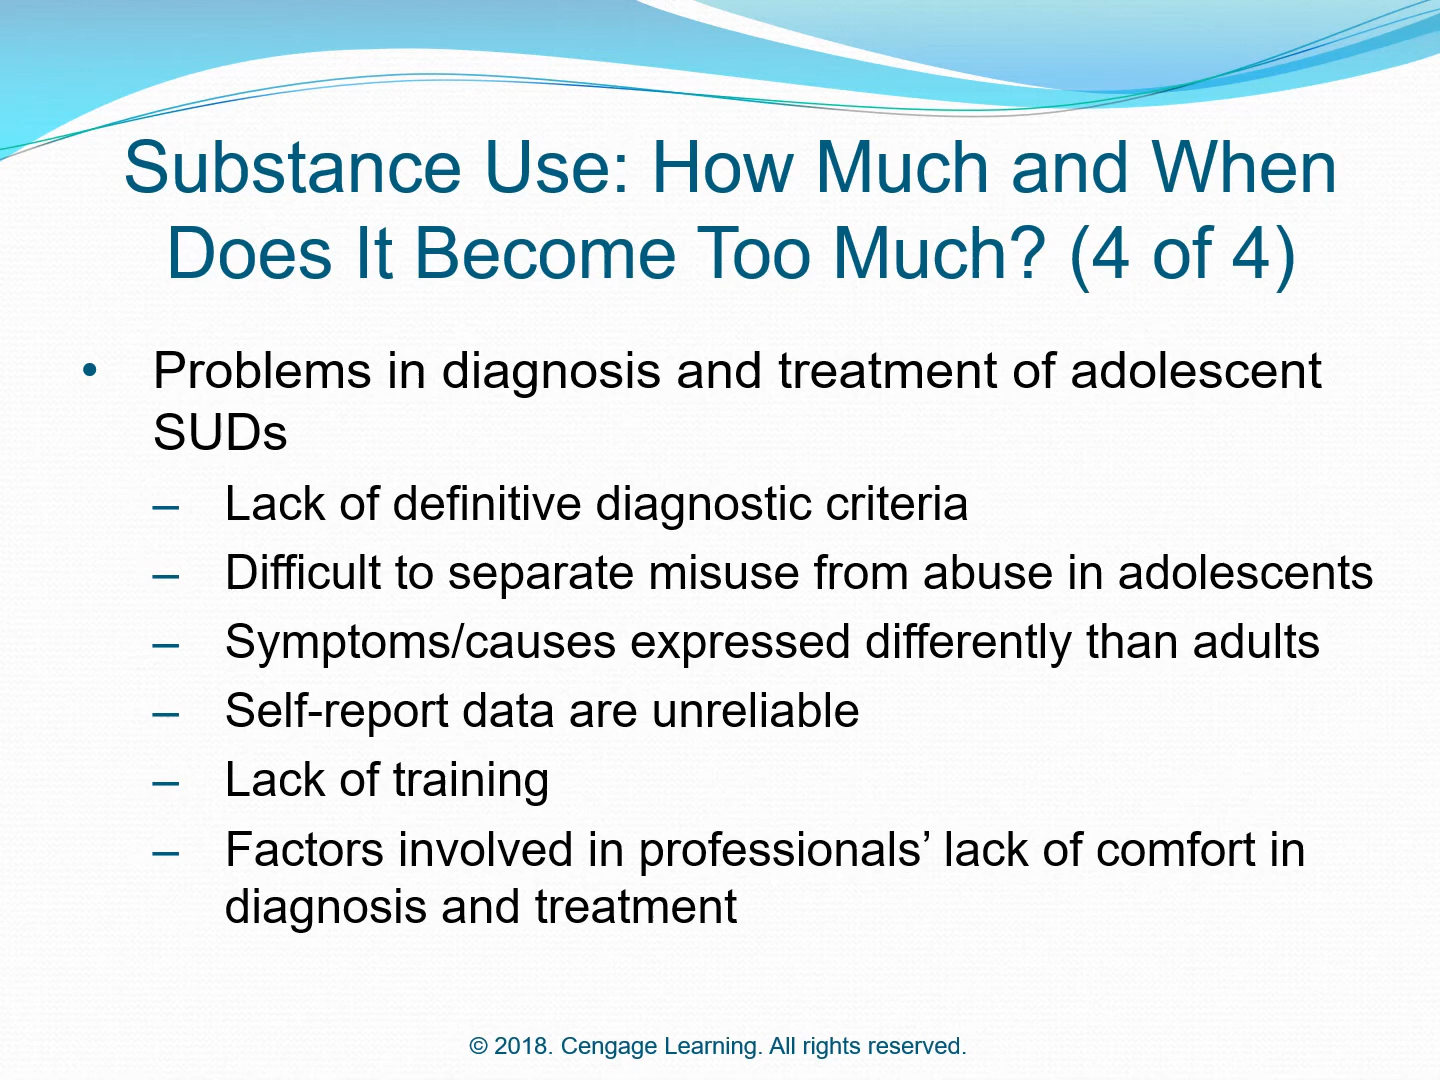 Substance Use: How Much and When
Does It Become Too Much? (4 of 4)
• Problems in diagnosis and treatment of adolescent
SUDs
– Lack of definitive diagnostic criteria
– Difficult to separate misuse from abuse in adolescents
– Symptoms/causes expressed differently than adults
– Self-report data are unreliable
– Lack of training
– Factors involved in professionals’ lack of comfort in
diagnosis and treatment
© 2018. Cengage Learning. All rights reserved.